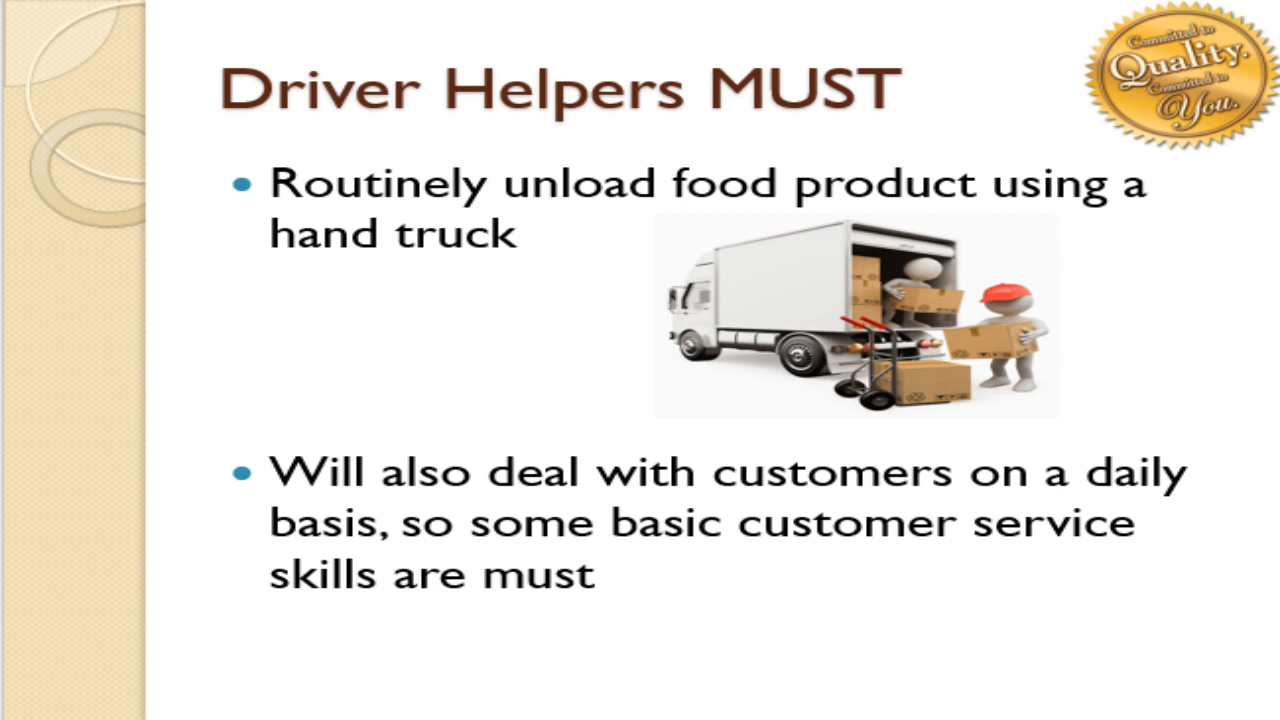 Driver Helpers MUST
Committed to
Quality.
Committed to
You.
Routinely unload food product using a
hand truck
Will also deal with customers on a daily
basis, so some basic customer service
skills are must